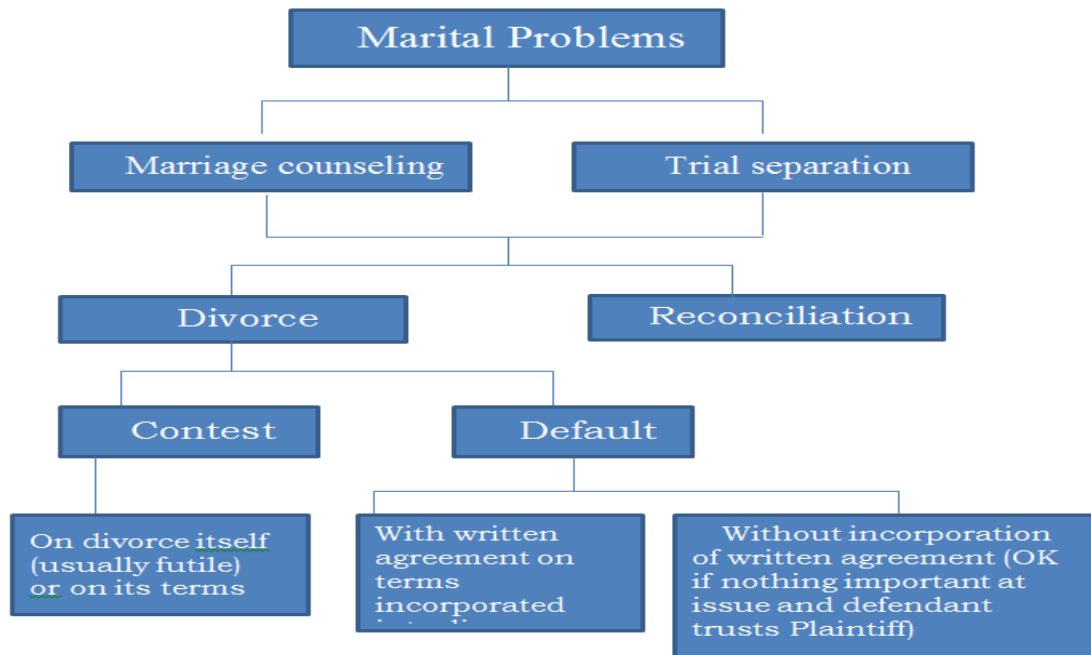 Marital Problems
Marriage counseling
Trial separation
Divorce
Reconciliation
Contest
Default
On divorce itself
(usually futile)
or on its terms
With written
agreement on
terms
incorporated
Without incorporation
of written agreement (OK
if nothing important at
issue and defendant
trusts Plaintiff)